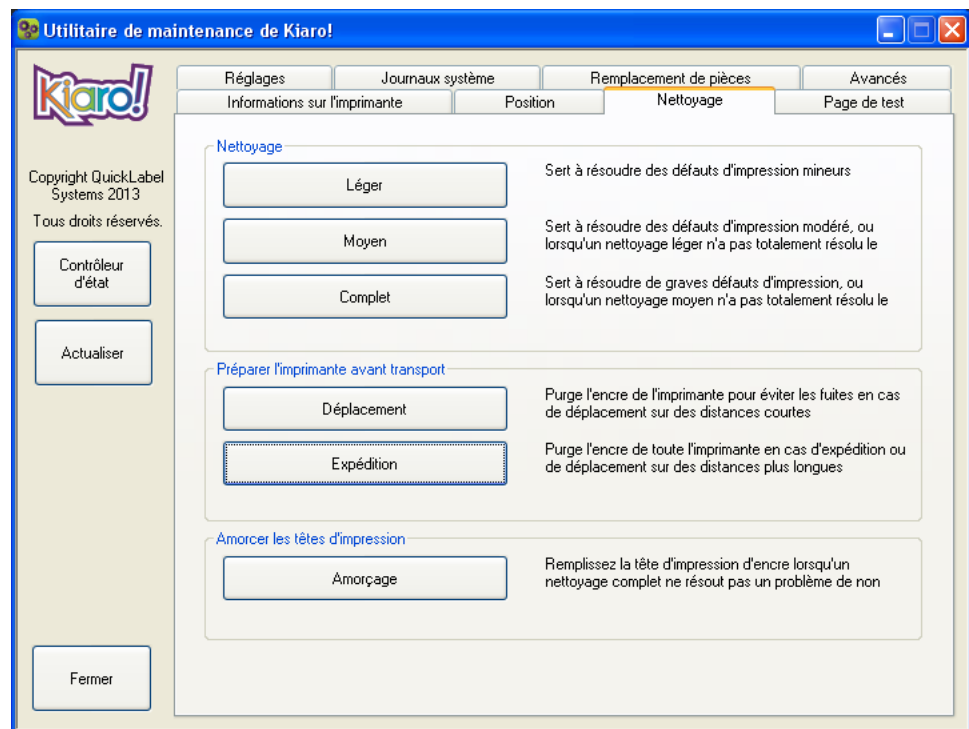 Utilitaire de maintenance de Kiaro!
Kiaro!
Copyright QuickLabel
Systems 2013
Tous droits réservés.
Contrôleur
d'état
Actualiser
Fermer
Réglages
Journaux système
Remplacement de pièces
Avancés
Informations sur l'imprimante
Position
Nettoyage
Page de test
Nettoyage
Léger
Sert à résoudre des défauts d'impression mineurs
Moyen
Sert à résoudre des défauts d'impression modéré, ou
lorsqu'un nettoyage léger n'a pas totalement résolu le
Complet
Sert à résoudre de graves défauts d'impression, ou
lorsqu'un nettoyage moyen n'a pas totalement résolu le
Préparer l'imprimante avant transport
Déplacement
Purge l'encre de l'imprimante pour éviter les fuites en cas
de déplacement sur des distances courtes
Expédition
Purge l'encre de toute l'imprimante en cas d'expédition ou
de déplacement sur des distances plus longues
Amorcer les têtes d'impression
Amorçage
Remplissez la tête d'impression d'encre lorsqu'un
nettoyage complet ne résout pas un problème de non